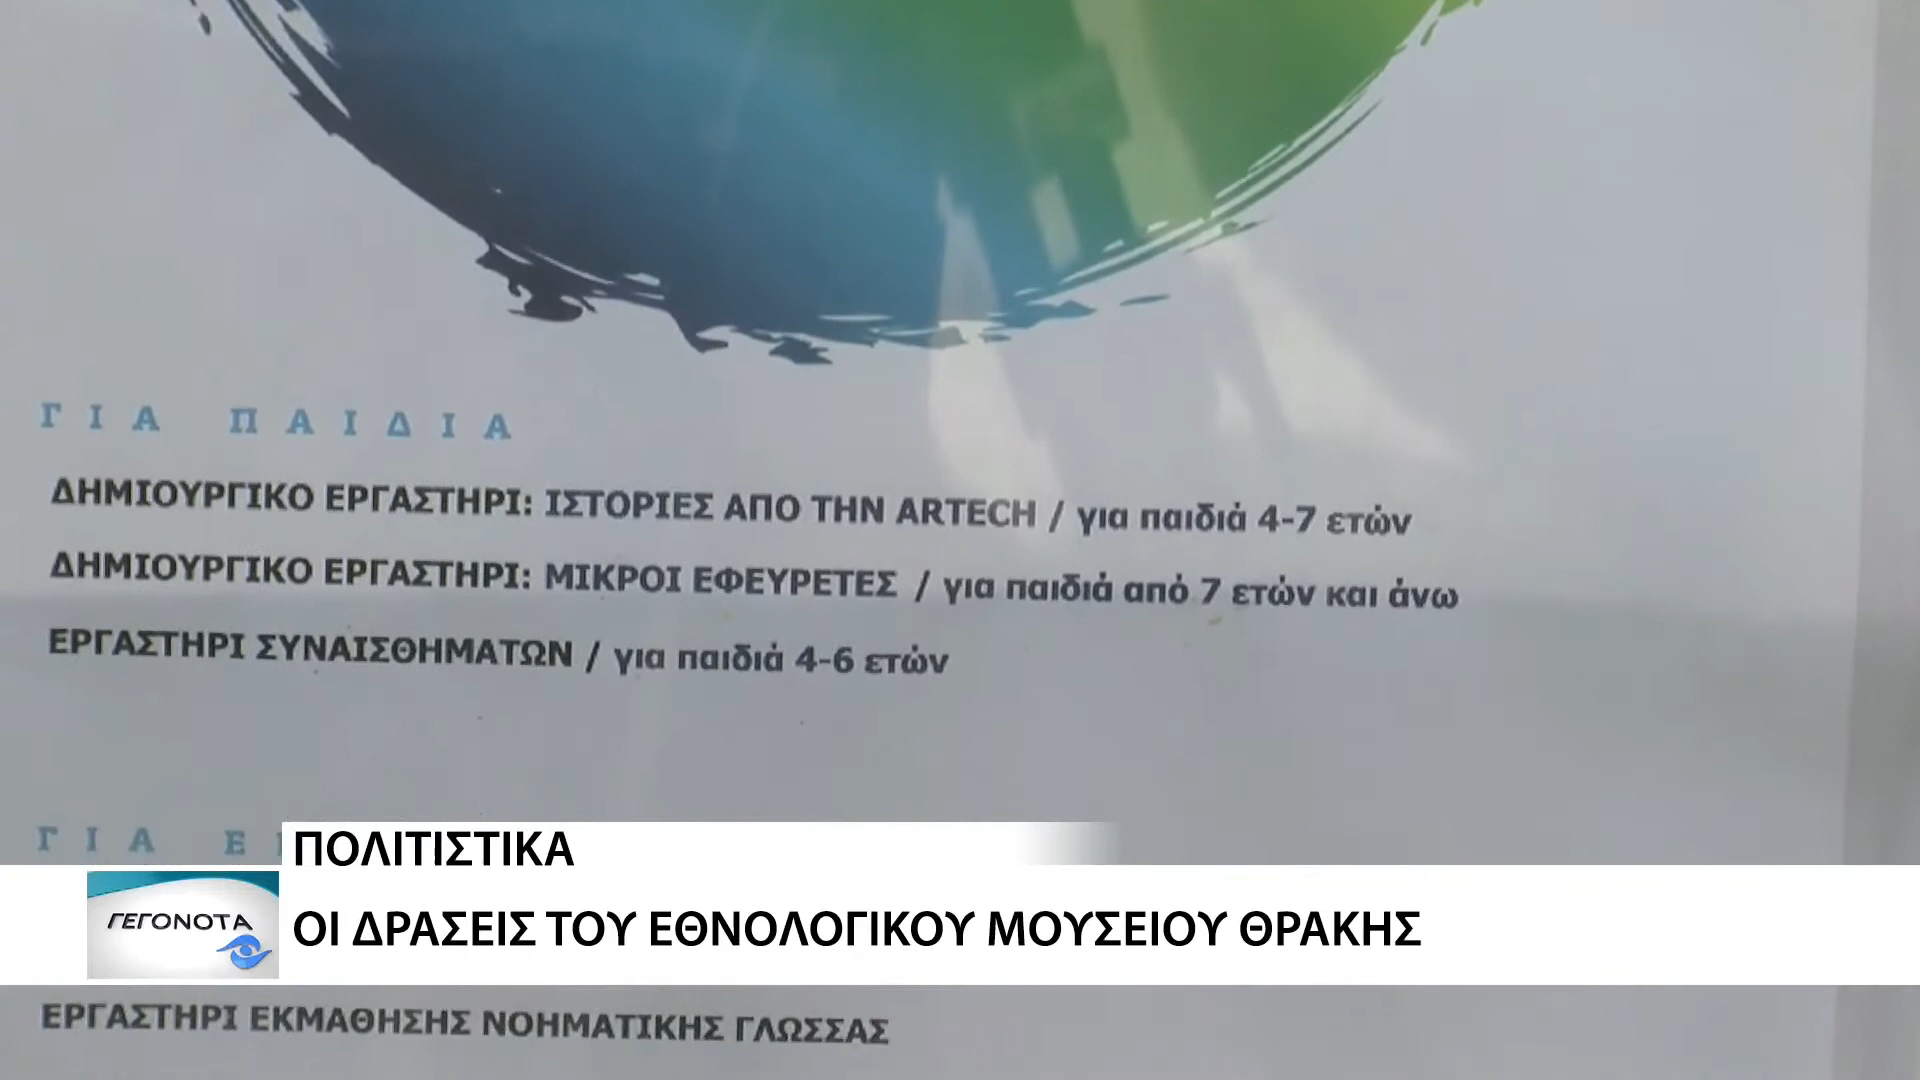 ΓΙΑ ΠΑΙΔΙΑ
ΔΗΜΙΟΥΡΓΙΚΟ ΕΡΓΑΣΤΗΡΙ: ΙΣΤΟΡΙΕΣ ΑΠΟ ΤΗΝ ARTECH / για παιδιά 4-7 ετών
ΔΗΜΙΟΥΡΓΙΚΟ ΕΡΓΑΣΤΗΡΙ: ΜΙΚΡΟΙ ΕΦΕΥΡΕΤΕΣ / για παιδιά από 7 ετών και άνω
ΕΡΓΑΣΤΗΡΙ ΣΥΝΑΙΣΘΗΜΑΤΩΝ / για παιδιά 4-6 ετών
ΓΙΑ
ΠΟΛΙΤΙΣΤΙΚΑ
ΓΕΓΟΝΟΤΑ
ΟΙ ΔΡΑΣΕΙΣ ΤΟΥ ΕΘΝΟΛΟΓΙΚΟΥ ΜΟΥΣΕΙΟΥ ΘΡΑΚΗΣ
ΕΡΓΑΣΤΗΡΙ ΕΚΜΑΘΗΣΗΣ ΝΟΗΜΑΤΙΚΗΣ ΓΛΩΣΣΑΣ